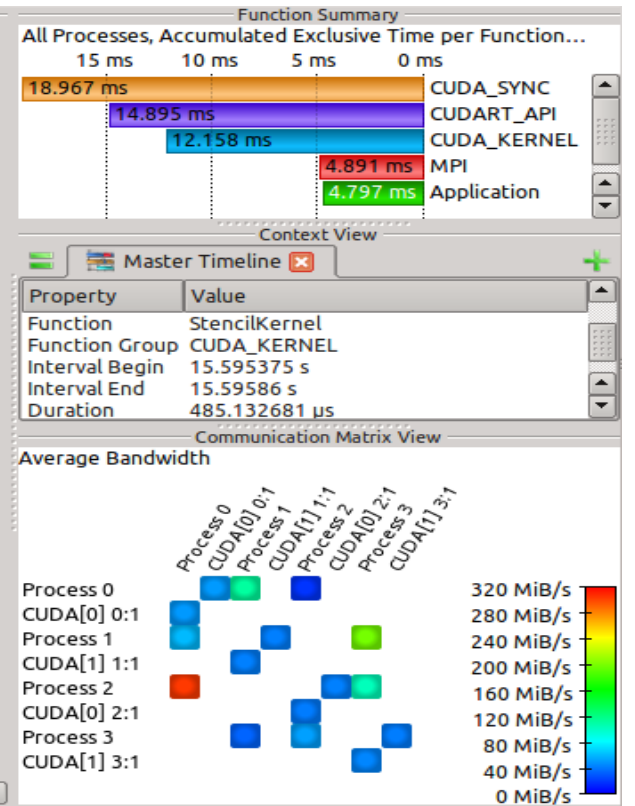 Function Summary
All Processes, Accumulated Exclusive Time per Function...
15 ms 10 ms 5 ms 0 ms
18.967 ms CUDA_SYNC
14.895 ms CUDART_API
12.158 ms CUDA_KERNEL
4.891 ms MPI
4.797 ms Application
Context View
Master Timeline
Property Value
Function StencilKernel
Function Group CUDA_KERNEL
Interval Begin 15.595375 s
Interval End 15.59586 s
Duration 485.132681 µs
Communication Matrix View
Average Bandwidth
Process 0 CUDA[0] 0:1 Process 1 CUDA[1] 1:1 Process 2 CUDA[0] 2:1 Process 3 CUDA[1] 3:1
Process 0 320 MiB/s
CUDA[0] 0:1 280 MiB/s
Process 1 240 MiB/s
CUDA[1] 1:1 200 MiB/s
Process 2 160 MiB/s
CUDA[0] 2:1 120 MiB/s
Process 3 80 MiB/s
CUDA[1] 3:1 40 MiB/s
0 MiB/s